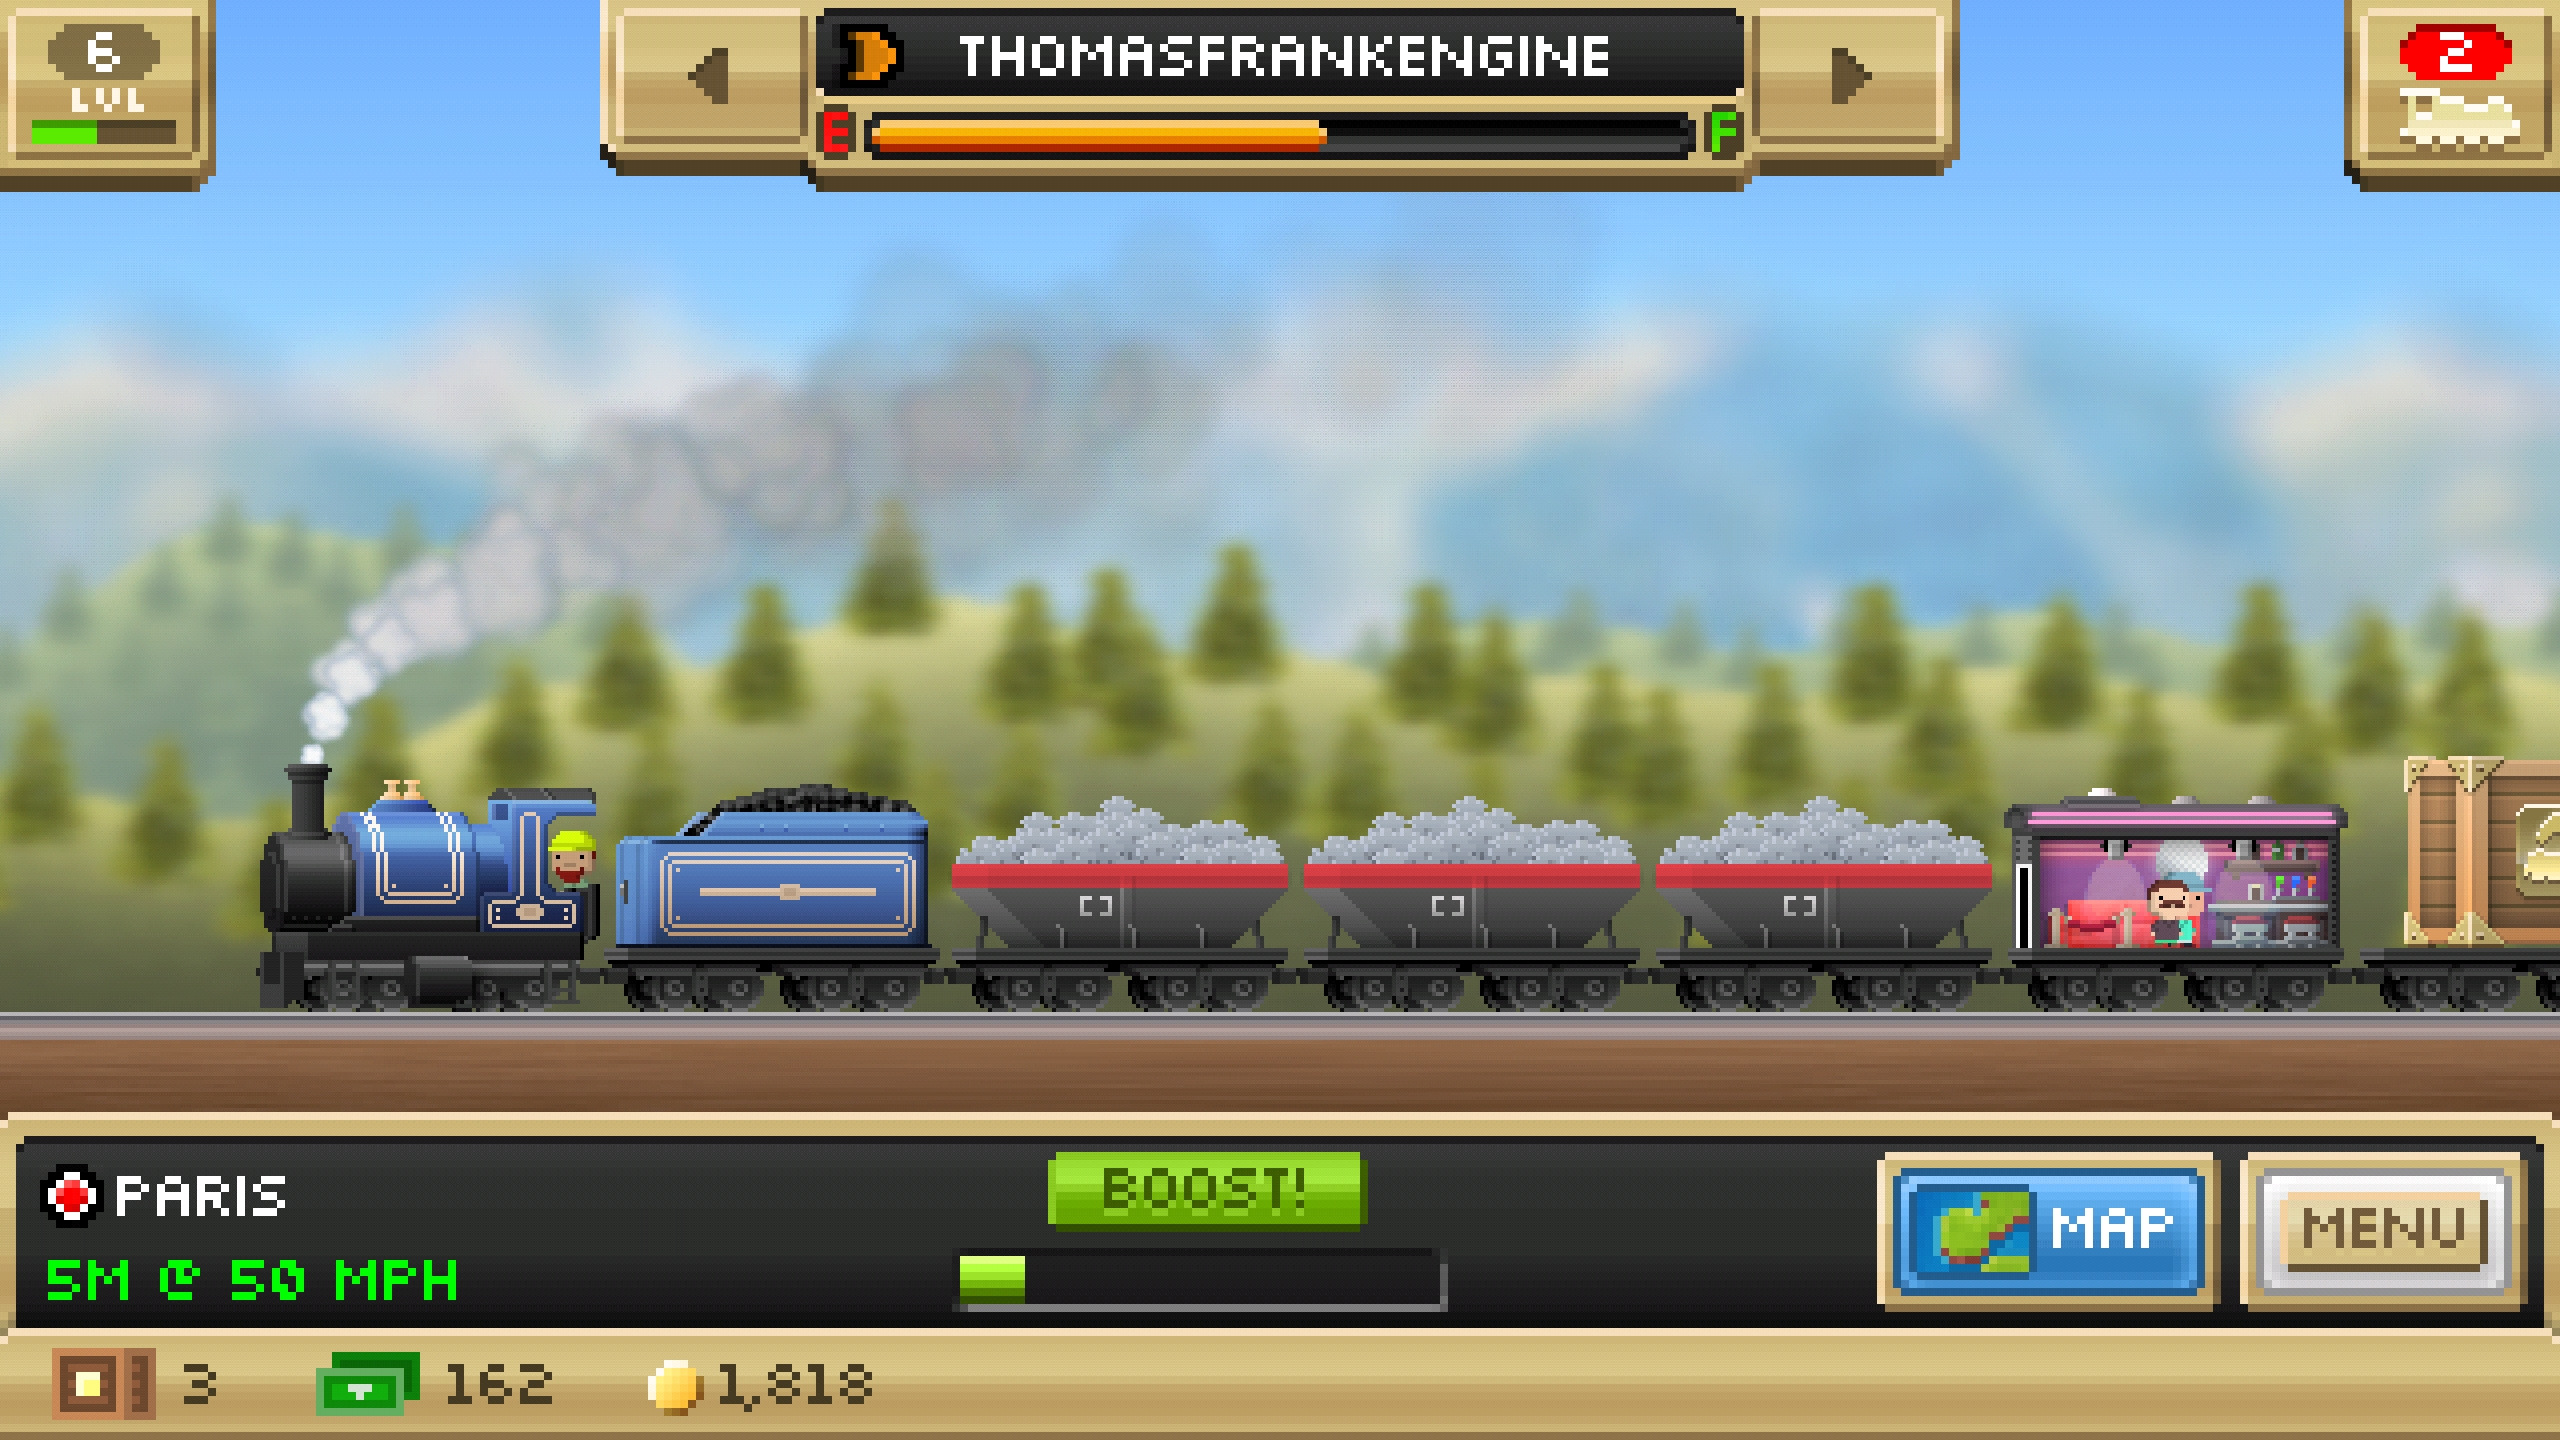 6
LVL
THOMASFRANKENGINE
E F
2
PARIS
BOOST!
5M @ 50 MPH
MAP
MENU
3 162 1,818